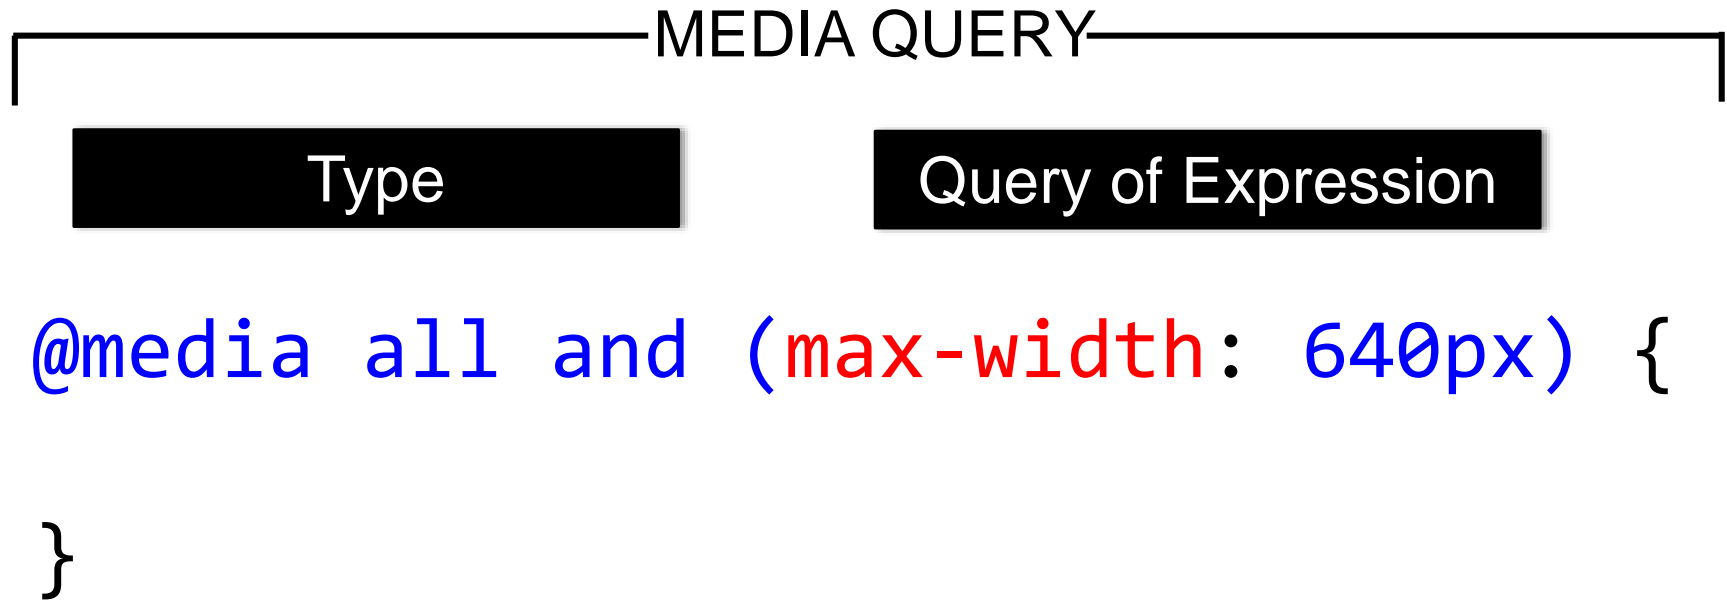 MEDIA QUERY
Type
Query of Expression
@media all and (max-width: 640px) {
}